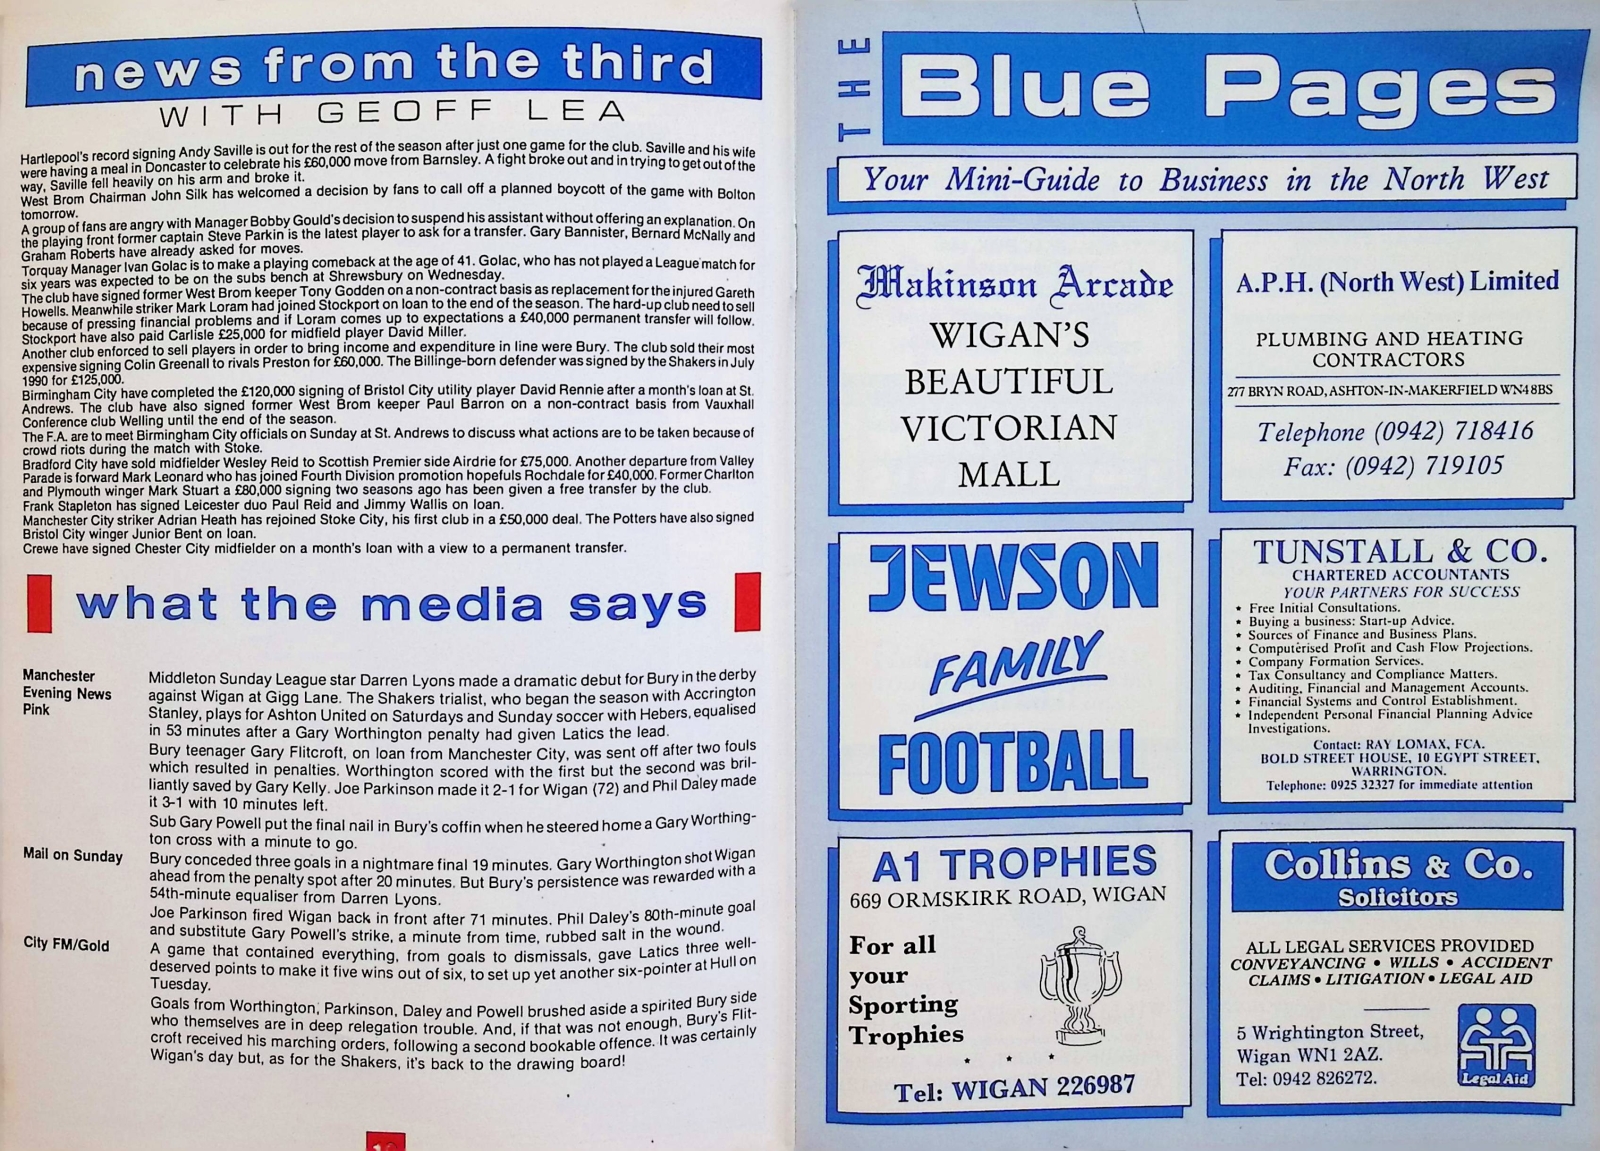 news from the third
WITH GEOFF LEA
Hartlepool's record signing Andy Saville is out for the rest of the season after just one game for the club. Saville and his wife
were having a meal in Doncaster to celebrate his £60,000 move from Barnsley. A fight broke out and in trying to get out of the
way, Saville fell heavily on his arm and broke it.
West Brom Chairman John Silk has welcomed a decision by fans to call off a planned boycott of the game with Bolton
tomorrow.
A group of fans are angry with Manager Bobby Gould's decision to suspend his assistant without offering an explanation. On
the playing front former captain Steve Parkin is the latest player to ask for a transfer. Gary Bannister, Bernard McNally and
Graham Roberts have already asked for moves.
Torquay Manager Ivan Golac is to make a playing comeback at the age of 41. Golac, who has not played a League match for
six years was expected to be on the subs bench at Shrewsbury on Wednesday.
The club have signed former West Brom keeper Tony Godden on a non-contract basis as replacement for the injured Gareth
Howells. Meanwhile striker Mark Loram had joined Stockport on loan to the end of the season. The hard-up club need to sell
because of pressing financial problems and if Loram comes up to expectations a £40,000 permanent transfer will follow.
Stockport have also paid Carlisle £25,000 for midfield player David Miller.
Another club enforced to sell players in order to bring income and expenditure in line were Bury. The club sold their most
expensive signing Colin Greenall to rivals Preston for £60,000. The Billinge-born defender was signed by the Shakers in July
1990 for £125,000.
Birmingham City have completed the £120,000 signing of Bristol City utility player David Rennie after a month's loan at St.
Andrews. The club have also signed former West Brom keeper Paul Barron on a non-contract basis from Vauxhall
Conference club Welling until the end of the season.
The F.A. are to meet Birmingham City officials on Sunday at St. Andrews to discuss what actions are to be taken because of
crowd riots during the match with Stoke.
Bradford City have sold midfielder Wesley Reid to Scottish Premier side Airdrie for £75,000. Another departure from Valley
Parade is forward Mark Leonard who has joined Fourth Division promotion hopefuls Rochdale for £40,000. Former Charlton
and Plymouth winger Mark Stuart a £80,000 signing two seasons ago has been given a free transfer by the club.
Frank Stapleton has signed Leicester duo Paul Reid and Jimmy Wallis on loan.
Manchester City striker Adrian Heath has rejoined Stoke City, his first club in a £50,000 deal. The Potters have also signed
Bristol City winger Junior Bent on loan.
Crewe have signed Chester City midfielder on a month's loan with a view to a permanent transfer.
what the media says
Manchester
Evening News
Pink
Middleton Sunday League star Darren Lyons made a dramatic debut for Bury in the derby
against Wigan at Gigg Lane. The Shakers trialist, who began the season with Accrington
Stanley, plays for Ashton United on Saturdays and Sunday soccer with Hebers, equalised
in 53 minutes after a Gary Worthington penalty had given Latics the lead.
Bury teenager Gary Flitcroft, on loan from Manchester City, was sent off after two fouls
which resulted in penalties. Worthington scored with the first but the second was bril-
liantly saved by Gary Kelly. Joe Parkinson made it 2-1 for Wigan (72) and Phil Daley made
it 3-1 with 10 minutes left.
Sub Gary Powell put the final nail in Bury's coffin when he steered home a Gary Worthing-
ton cross with a minute to go.
Mail on Sunday
Bury conceded three goals in a nightmare final 19 minutes. Gary Worthington shot Wigan
ahead from the penalty spot after 20 minutes. But Bury's persistence was rewarded with a
54th-minute equaliser from Darren Lyons.
Joe Parkinson fired Wigan back in front after 71 minutes. Phil Daley's 80th-minute goal
and substitute Gary Powell's strike, a minute from time, rubbed salt in the wound.
City FM/Gold
A game that contained everything, from goals to dismissals, gave Latics three well-
deserved points to make it five wins out of six, to set up yet another six-pointer at Hull on
Tuesday.
Goals from Worthington, Parkinson, Daley and Powell brushed aside a spirited Bury side
who themselves are in deep relegation trouble. And, if that was not enough, Bury's Flit-
croft received his marching orders, following a second bookable offence. It was certainly
Wigan's day but, as for the Shakers, it's back to the drawing board!
THE
Blue Pages
Your Mini-Guide to Business in the North West
Makinson Arcade
WIGAN'S
BEAUTIFUL
VICTORIAN
MALL
A.P.H. (North West) Limited
PLUMBING AND HEATING
CONTRACTORS
277 BRYN ROAD, ASHTON-IN-MAKERFIELD WN4 8BS
Telephone (0942) 718416
Fax: (0942) 719105
JEWSON
FAMILY
FOOTBALL
TUNSTALL & CO.
CHARTERED ACCOUNTANTS
YOUR PARTNERS FOR SUCCESS
* Free Initial Consultations.
* Buying a business: Start-up Advice.
* Sources of Finance and Business Plans.
* Computerised Profit and Cash Flow Projections.
* Company Formation Services.
* Tax Consultancy and Compliance Matters.
* Auditing, Financial and Management Accounts.
* Financial Systems and Control Establishment.
* Independent Personal Financial Planning Advice
Investigations.
Contact: RAY LOMAX, FCA.
BOLD STREET HOUSE, 10 EGYPT STREET,
WARRINGTON.
Telephone: 0925 32327 for immediate attention
A1 TROPHIES
669 ORMSKIRK ROAD, WIGAN
For all
your
Sporting
Trophies
* * *
Tel: WIGAN 226987
Collins & Co.
Solicitors
ALL LEGAL SERVICES PROVIDED
CONVEYANCING • WILLS • ACCIDENT
CLAIMS • LITIGATION • LEGAL AID
5 Wrightington Street,
Wigan WN1 2AZ.
Tel: 0942 826272.
Legal Aid